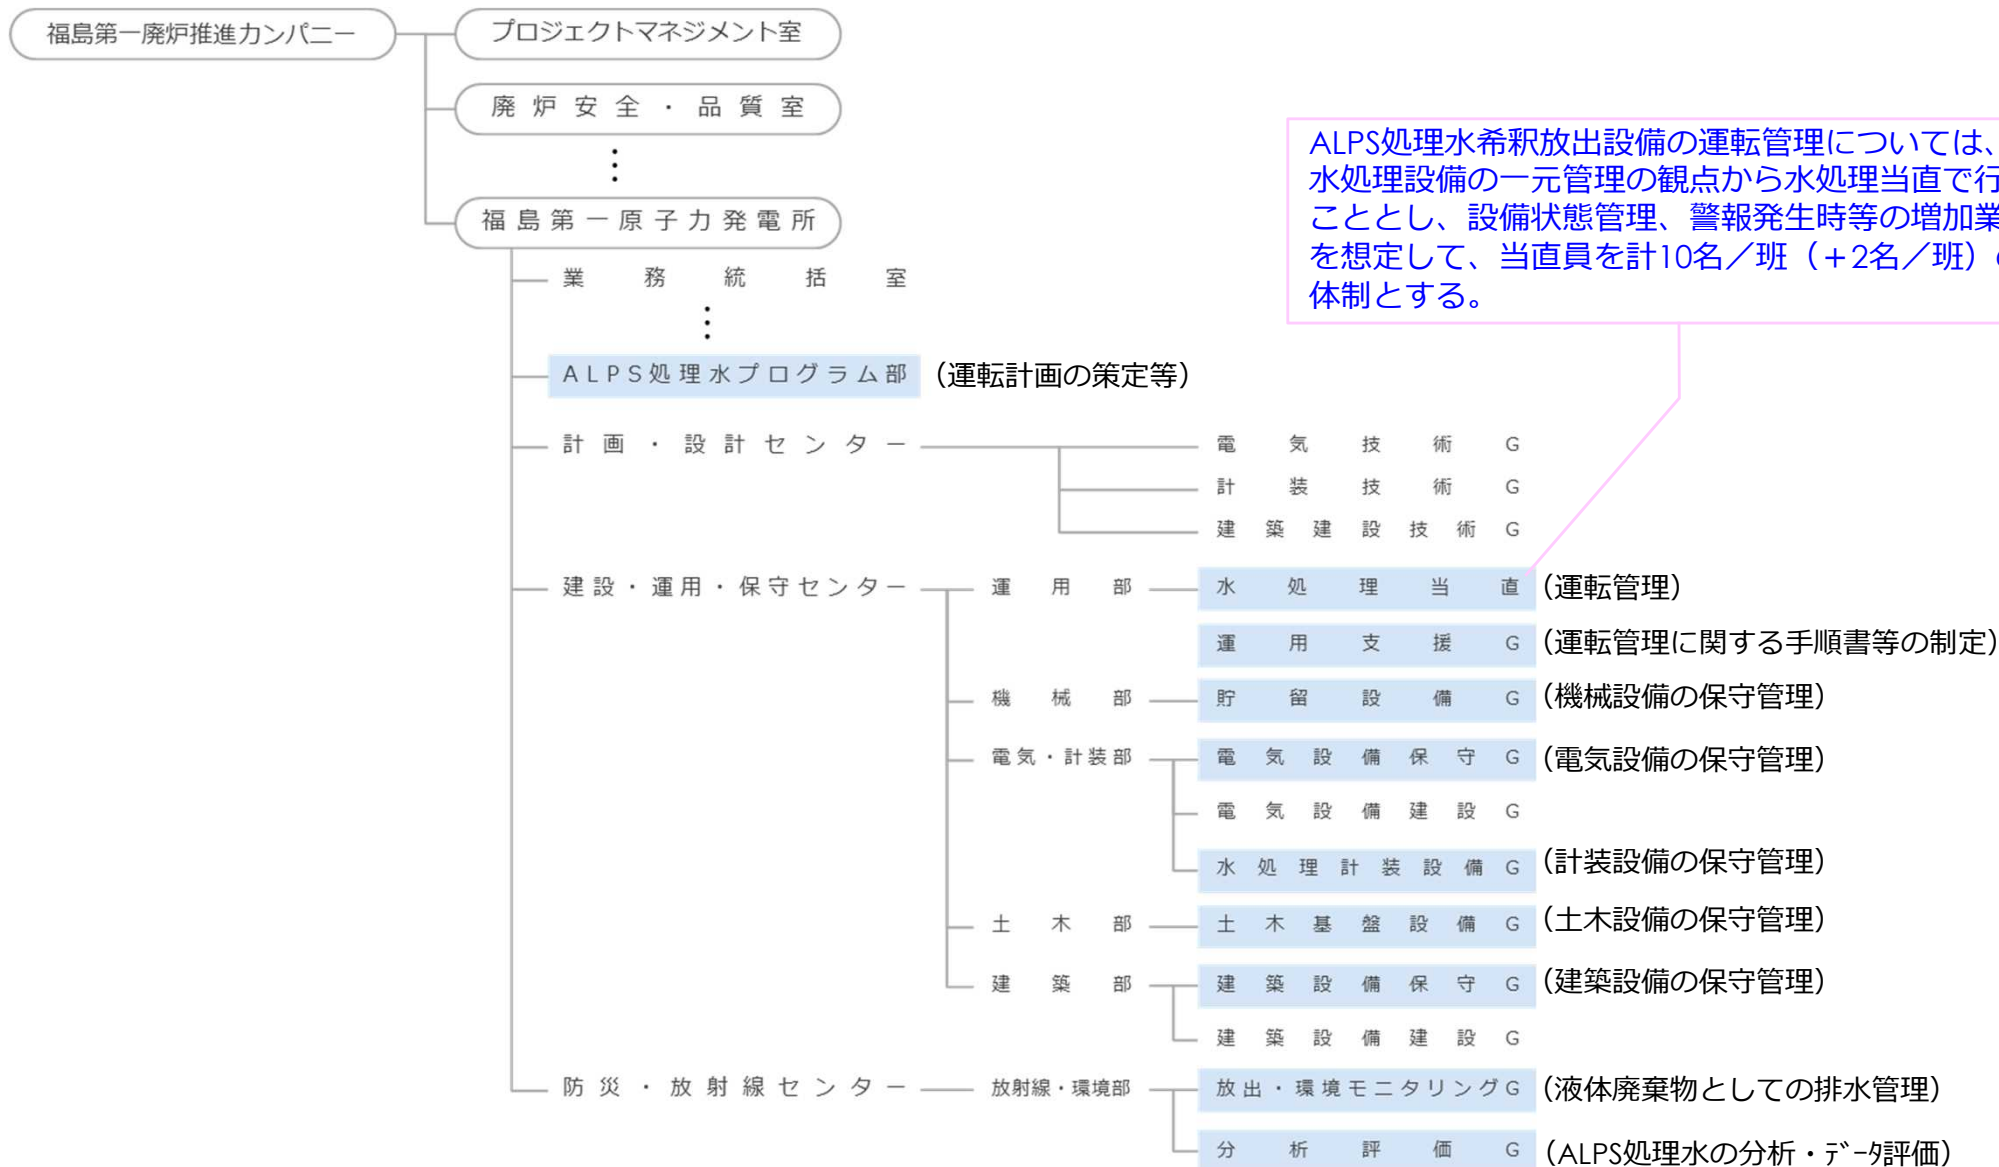 福島第一廃炉推進カンパニー
プロジェクトマネジメント室
廃炉安全・品質室
福島第一原子力発電所
ALPS処理水希釈放出設備の運転管理については、
水処理設備の一元管理の観点から水処理当直で行
こととし、設備状態管理、警報発生時等の増加業
を想定して、当直員を計10名／班（＋2名／班）
体制とする。
業務統括室
ALPS処理水プログラム部 （運転計画の策定等）
計画・設計センター 電気技術G
計装技術G
建築建設技術G
建設・運用・保守センター 運用部 水処理当直 （運転管理）
運用支援G （運転管理に関する手順書等の制定）
機械部 貯留設備G （機械設備の保守管理）
電気・計装部 電気設備保守G （電気設備の保守管理）
電気設備建設G
水処理計装設備G （計装設備の保守管理）
土木部 土木基盤設備G （土木設備の保守管理）
建築部 建築設備保守G （建築設備の保守管理）
建築設備建設G
防災・放射線センター 放射線・環境部 放出・環境モニタリングG （液体廃棄物としての排水管理）
分析評価G （ALPS処理水の分析・ﾃﾞｰﾀ評価）